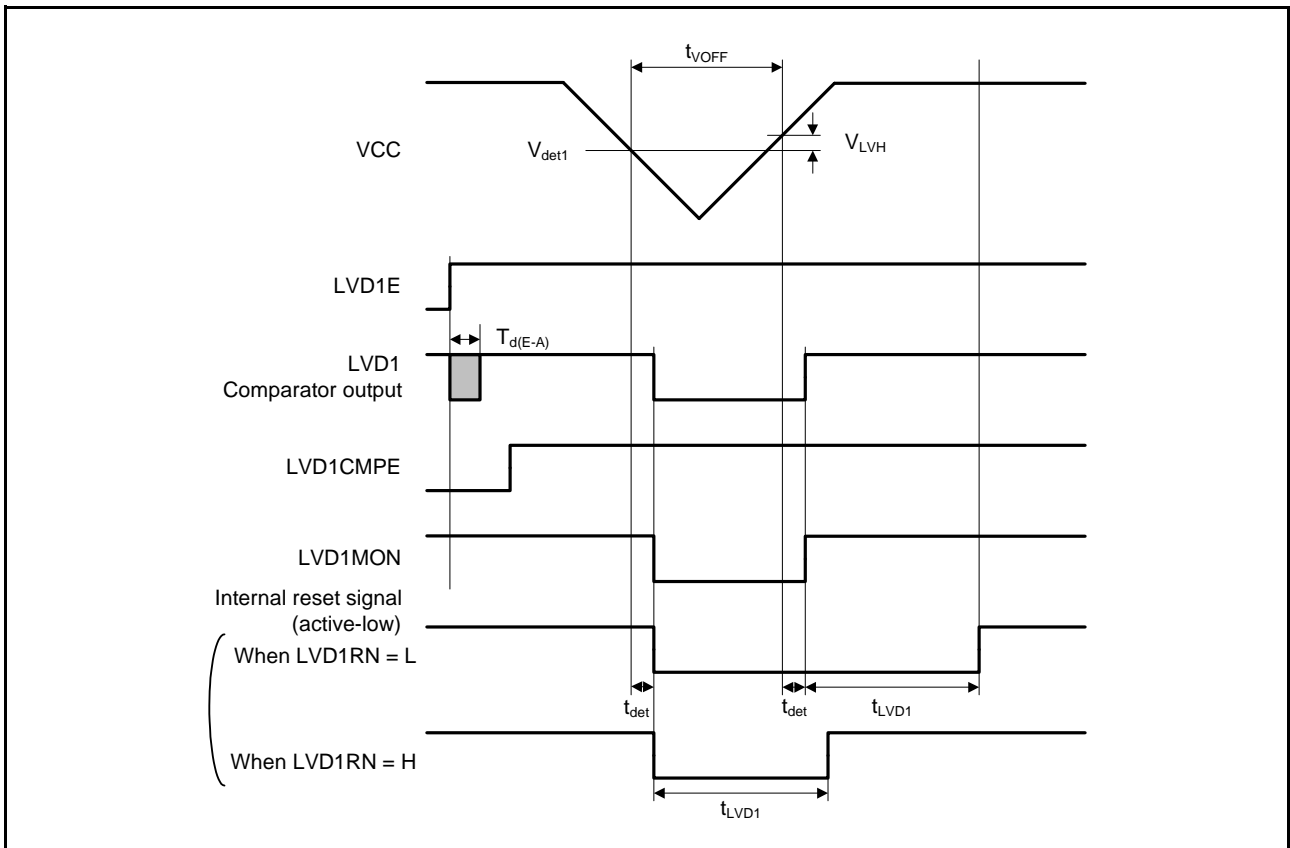 tVOFF
VCC
Vdet1
VLVH
LVD1E
Td(E-A)
LVD1
Comparator output
LVD1CMPE
LVD1MON
Internal reset signal
(active-low)
When LVD1RN = L
tdet
tdet
tLVD1
When LVD1RN = H
tLVD1